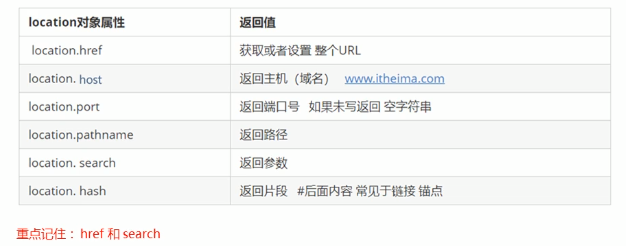 location对象属性 返回值
location.href 获取或者设置 整个URL
location. host 返回主机（域名） www.itheima.com
location.port 返回端口号 如果未写返回 空字符串
location.pathname 返回路径
location. search 返回参数
location. hash 返回片段 #后面内容 常见于链接 锚点
重点记住： href 和 search